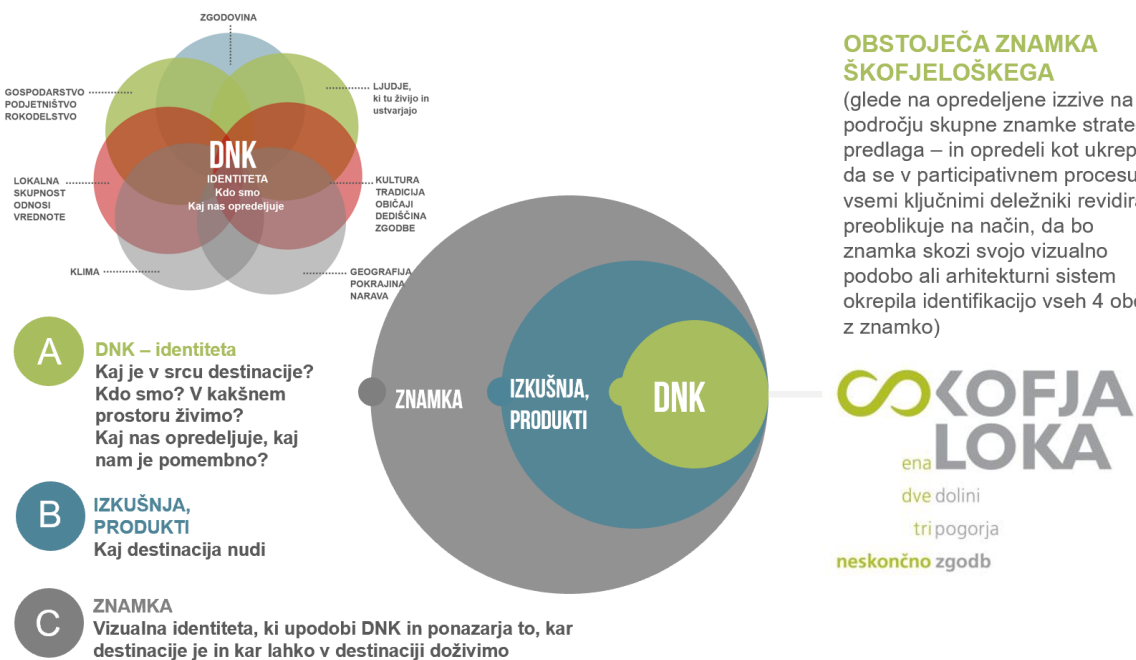 ZGODOVINA
GOSPODARSTVO
PODJETNIŠTVO
ROKODELSTVO
LJUDJE,
ki tu živijo in
ustvarjajo
DNK
IDENTITETA
Kdo smo
Kaj nas opredeljuje
LOKALNA
SKUPNOST
ODNOSI
VREDNOTE
KULTURA
TRADICIJA
OBIČAJI
DEDIŠČINA
ZGODBE
KLIMA
GEOGRAFIJA
POKRAJINA
NARAVA
A
DNK – identiteta
Kaj je v srcu destinacije?
Kdo smo? V kakšnem
prostoru živimo?
Kaj nas opredeljuje, kaj
nam je pomembno?
B
IZKUŠNJA,
PRODUKTI
Kaj destinacija nudi
C
ZNAMKA
Vizualna identiteta, ki upodobi DNK in ponazarja to, kar
destinacije je in kar lahko v destinaciji doživimo
ZNAMKA
IZKUŠNJA,
PRODUKTI
DNK
OBSTOJEČA ZNAMKA
ŠKOFJELOŠKEGA
(glede na opredeljene izzive na
področju skupne znamke
predlaga – in opredeli kot
da se v participativnem procesu
vsemi ključnimi deležniki
preoblikuje na način, da bo
znamka skozi svojo vizualno
podobo ali arhitekturni sistem
okrepila identifikacijo vseh 4
z znamko)
KOFJA
LOKA
ena
dve dolini
tri pogorja
neskončno zgodb